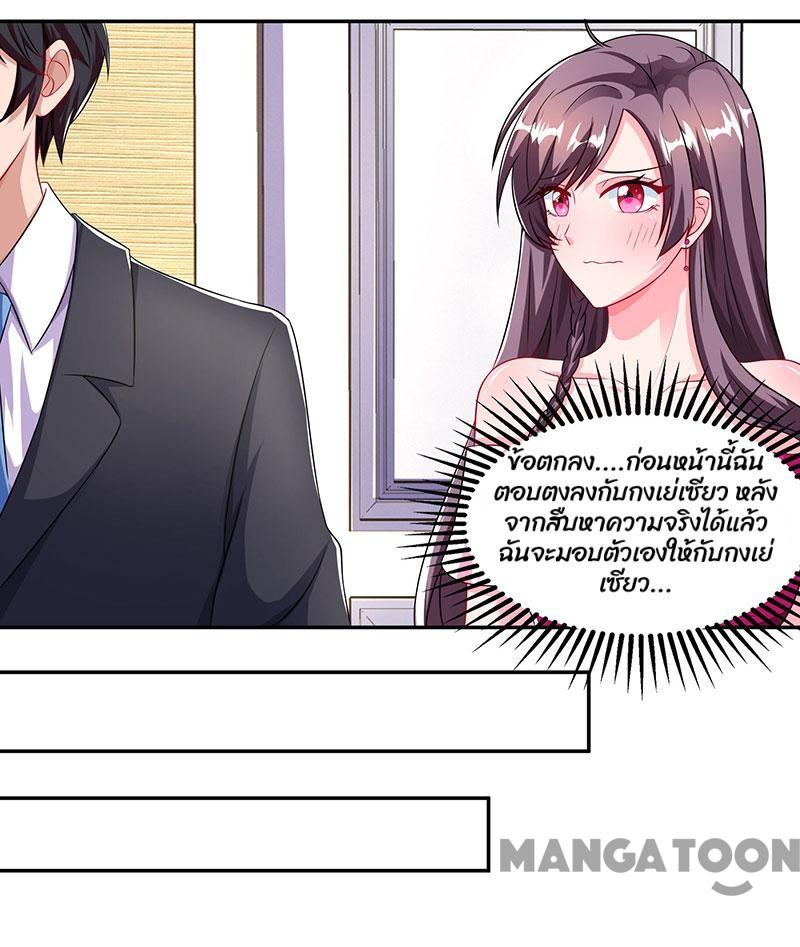 ข้อตกลง....ก่อนหน้านี้ฉัน
ตอบตงลงกับกงเย่เซียว หลัง
จากสืบหาความจริงได้แล้ว
ฉันจะมอบตัวเองให้กับกงเย่
เซียว...
MANGATOON